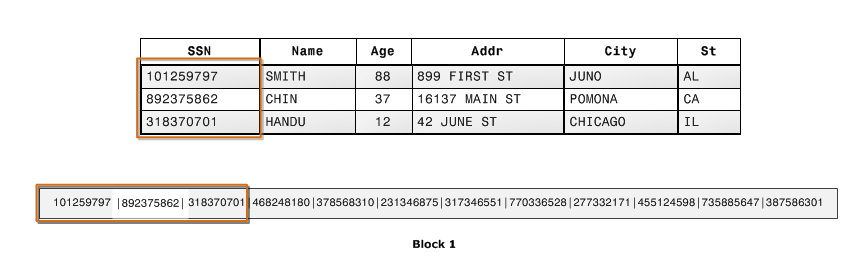 SSN Name Age Addr City St
101259797 SMITH 88 899 FIRST ST JUNO AL
892375862 CHIN 37 16137 MAIN ST POMONA CA
318370701 HANDU 12 42 JUNE ST CHICAGO IL
101259797 |892375862| 318370701|468248180|378568310|231346875|317346551|770336528|277332171|455124598|735885647|387586301
Block 1